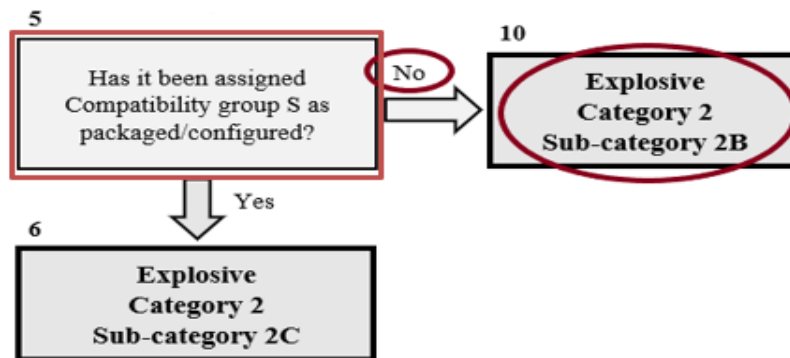 5
Has it been assigned
Compatibility group S as
packaged/configured?
No
10
Explosive
Category 2
Sub-category 2B
Yes
6
Explosive
Category 2
Sub-category 2C